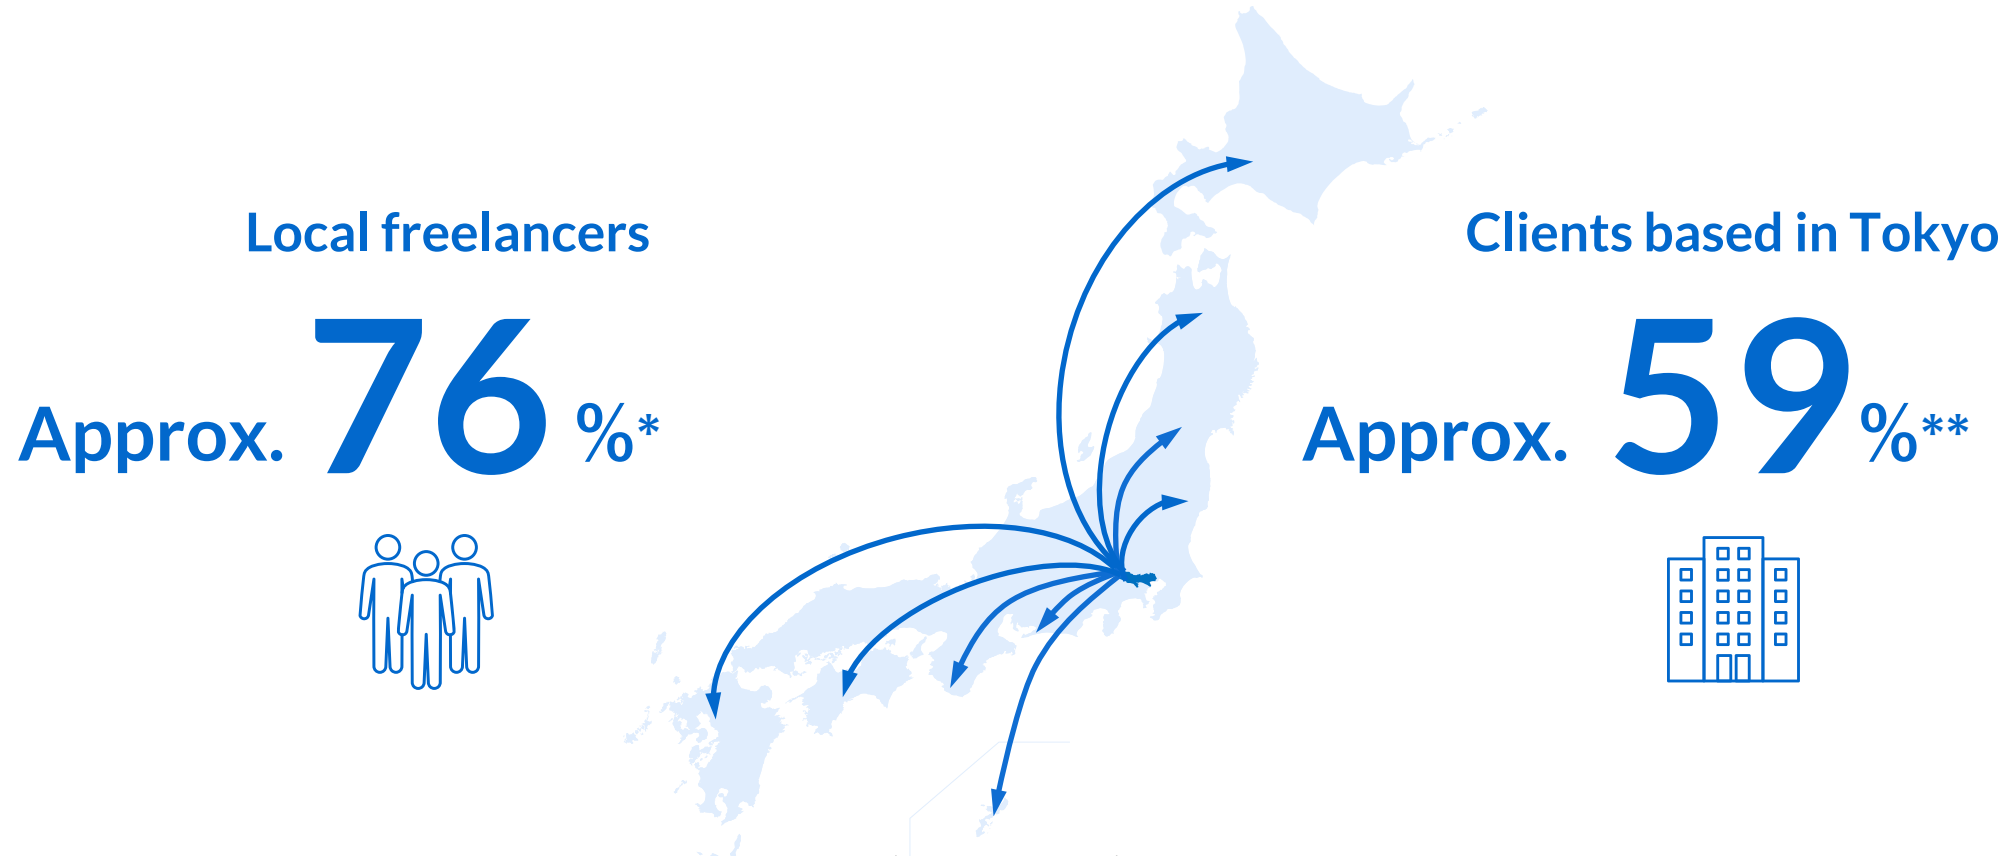 Local freelancers
Approx. 76 %*
Clients based in Tokyo
Approx. 59 %**